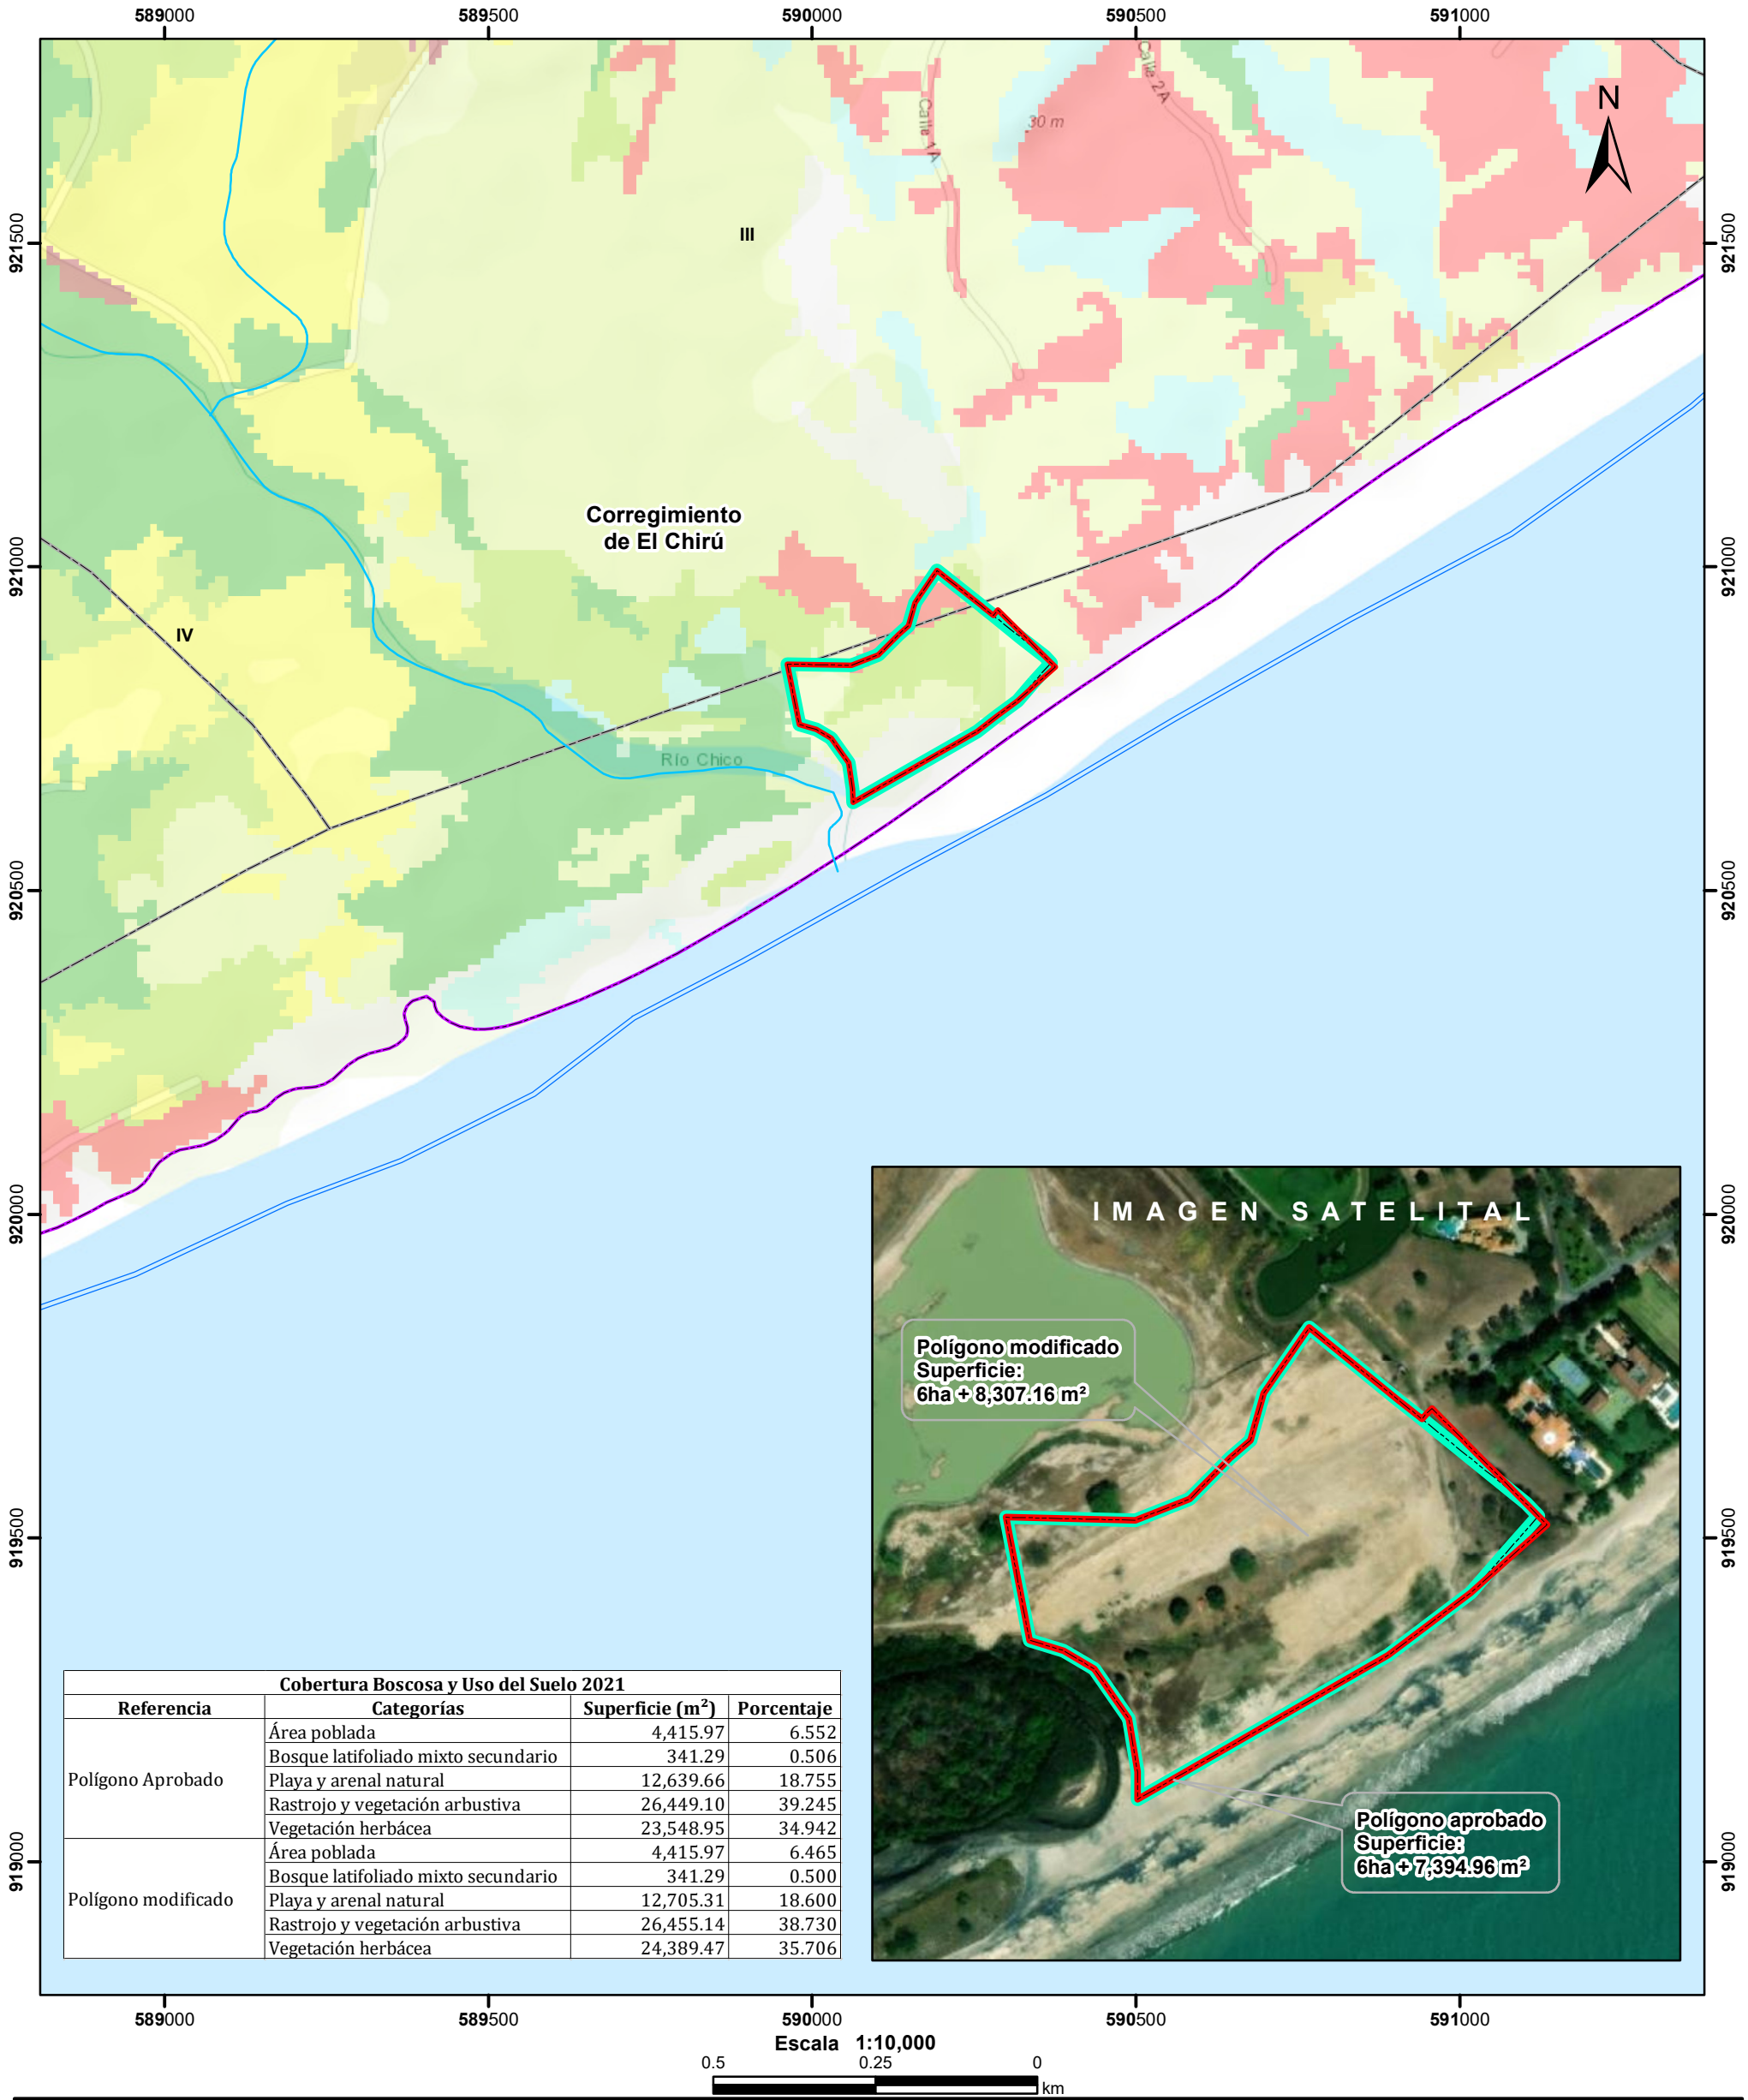 589000 589500 590000 590500 591000
Calle 2A
Calle 1A
30 m
N
921500 921500
III
Corregimiento
de El Chirú
921000 921000
IV
Río Chico
920500 920500
920000 920000
IMAGEN SATELITAL
Polígono modificado
Superficie:
6ha + 8,307.16 m²
919500 919500
Polígono aprobado
Superficie:
6ha + 7,394.96 m²
919000 919000
Cobertura Boscosa y Uso del Suelo 2021
Referencia Categorías Superficie (m²) Porcentaje
Polígono Aprobado
Área poblada 4,415.97 6.552
Bosque latifoliado mixto secundario 341.29 0.506
Playa y arenal natural 12,639.66 18.755
Rastrojo y vegetación arbustiva 26,449.10 39.245
Vegetación herbácea 23,548.95 34.942
Polígono modificado
Área poblada 4,415.97 6.465
Bosque latifoliado mixto secundario 341.29 0.500
Playa y arenal natural 12,705.31 18.600
Rastrojo y vegetación arbustiva 26,455.14 38.730
Vegetación herbácea 24,389.47 35.706
589000 589500 590000 590500 591000
Escala 1:10,000
0.5 0.25 0
km